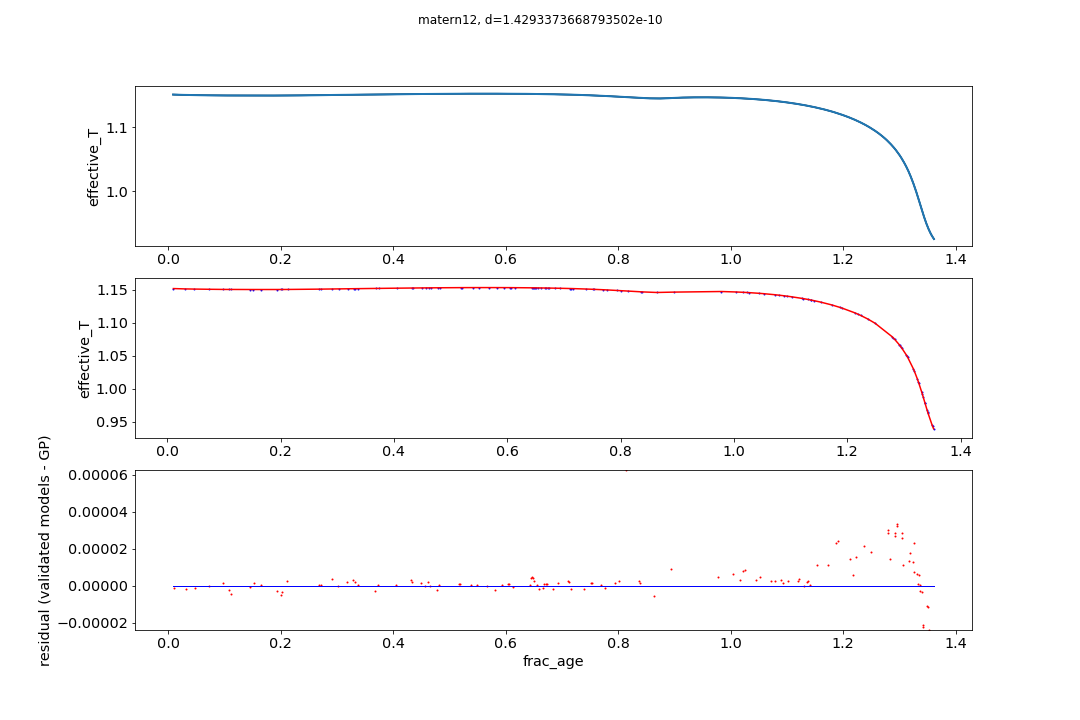 matern12, d=1.4293373668793502e-10
effective_T
1.1
1.0
0.0 0.2 0.4 0.6 0.8 1.0 1.2 1.4
effective_T
1.15
1.10
1.05
1.00
0.95
0.0 0.2 0.4 0.6 0.8 1.0 1.2 1.4
residual (validated models - GP)
0.00006
0.00004
0.00002
0.00000
−0.00002
0.0 0.2 0.4 0.6 0.8 1.0 1.2 1.4
frac_age